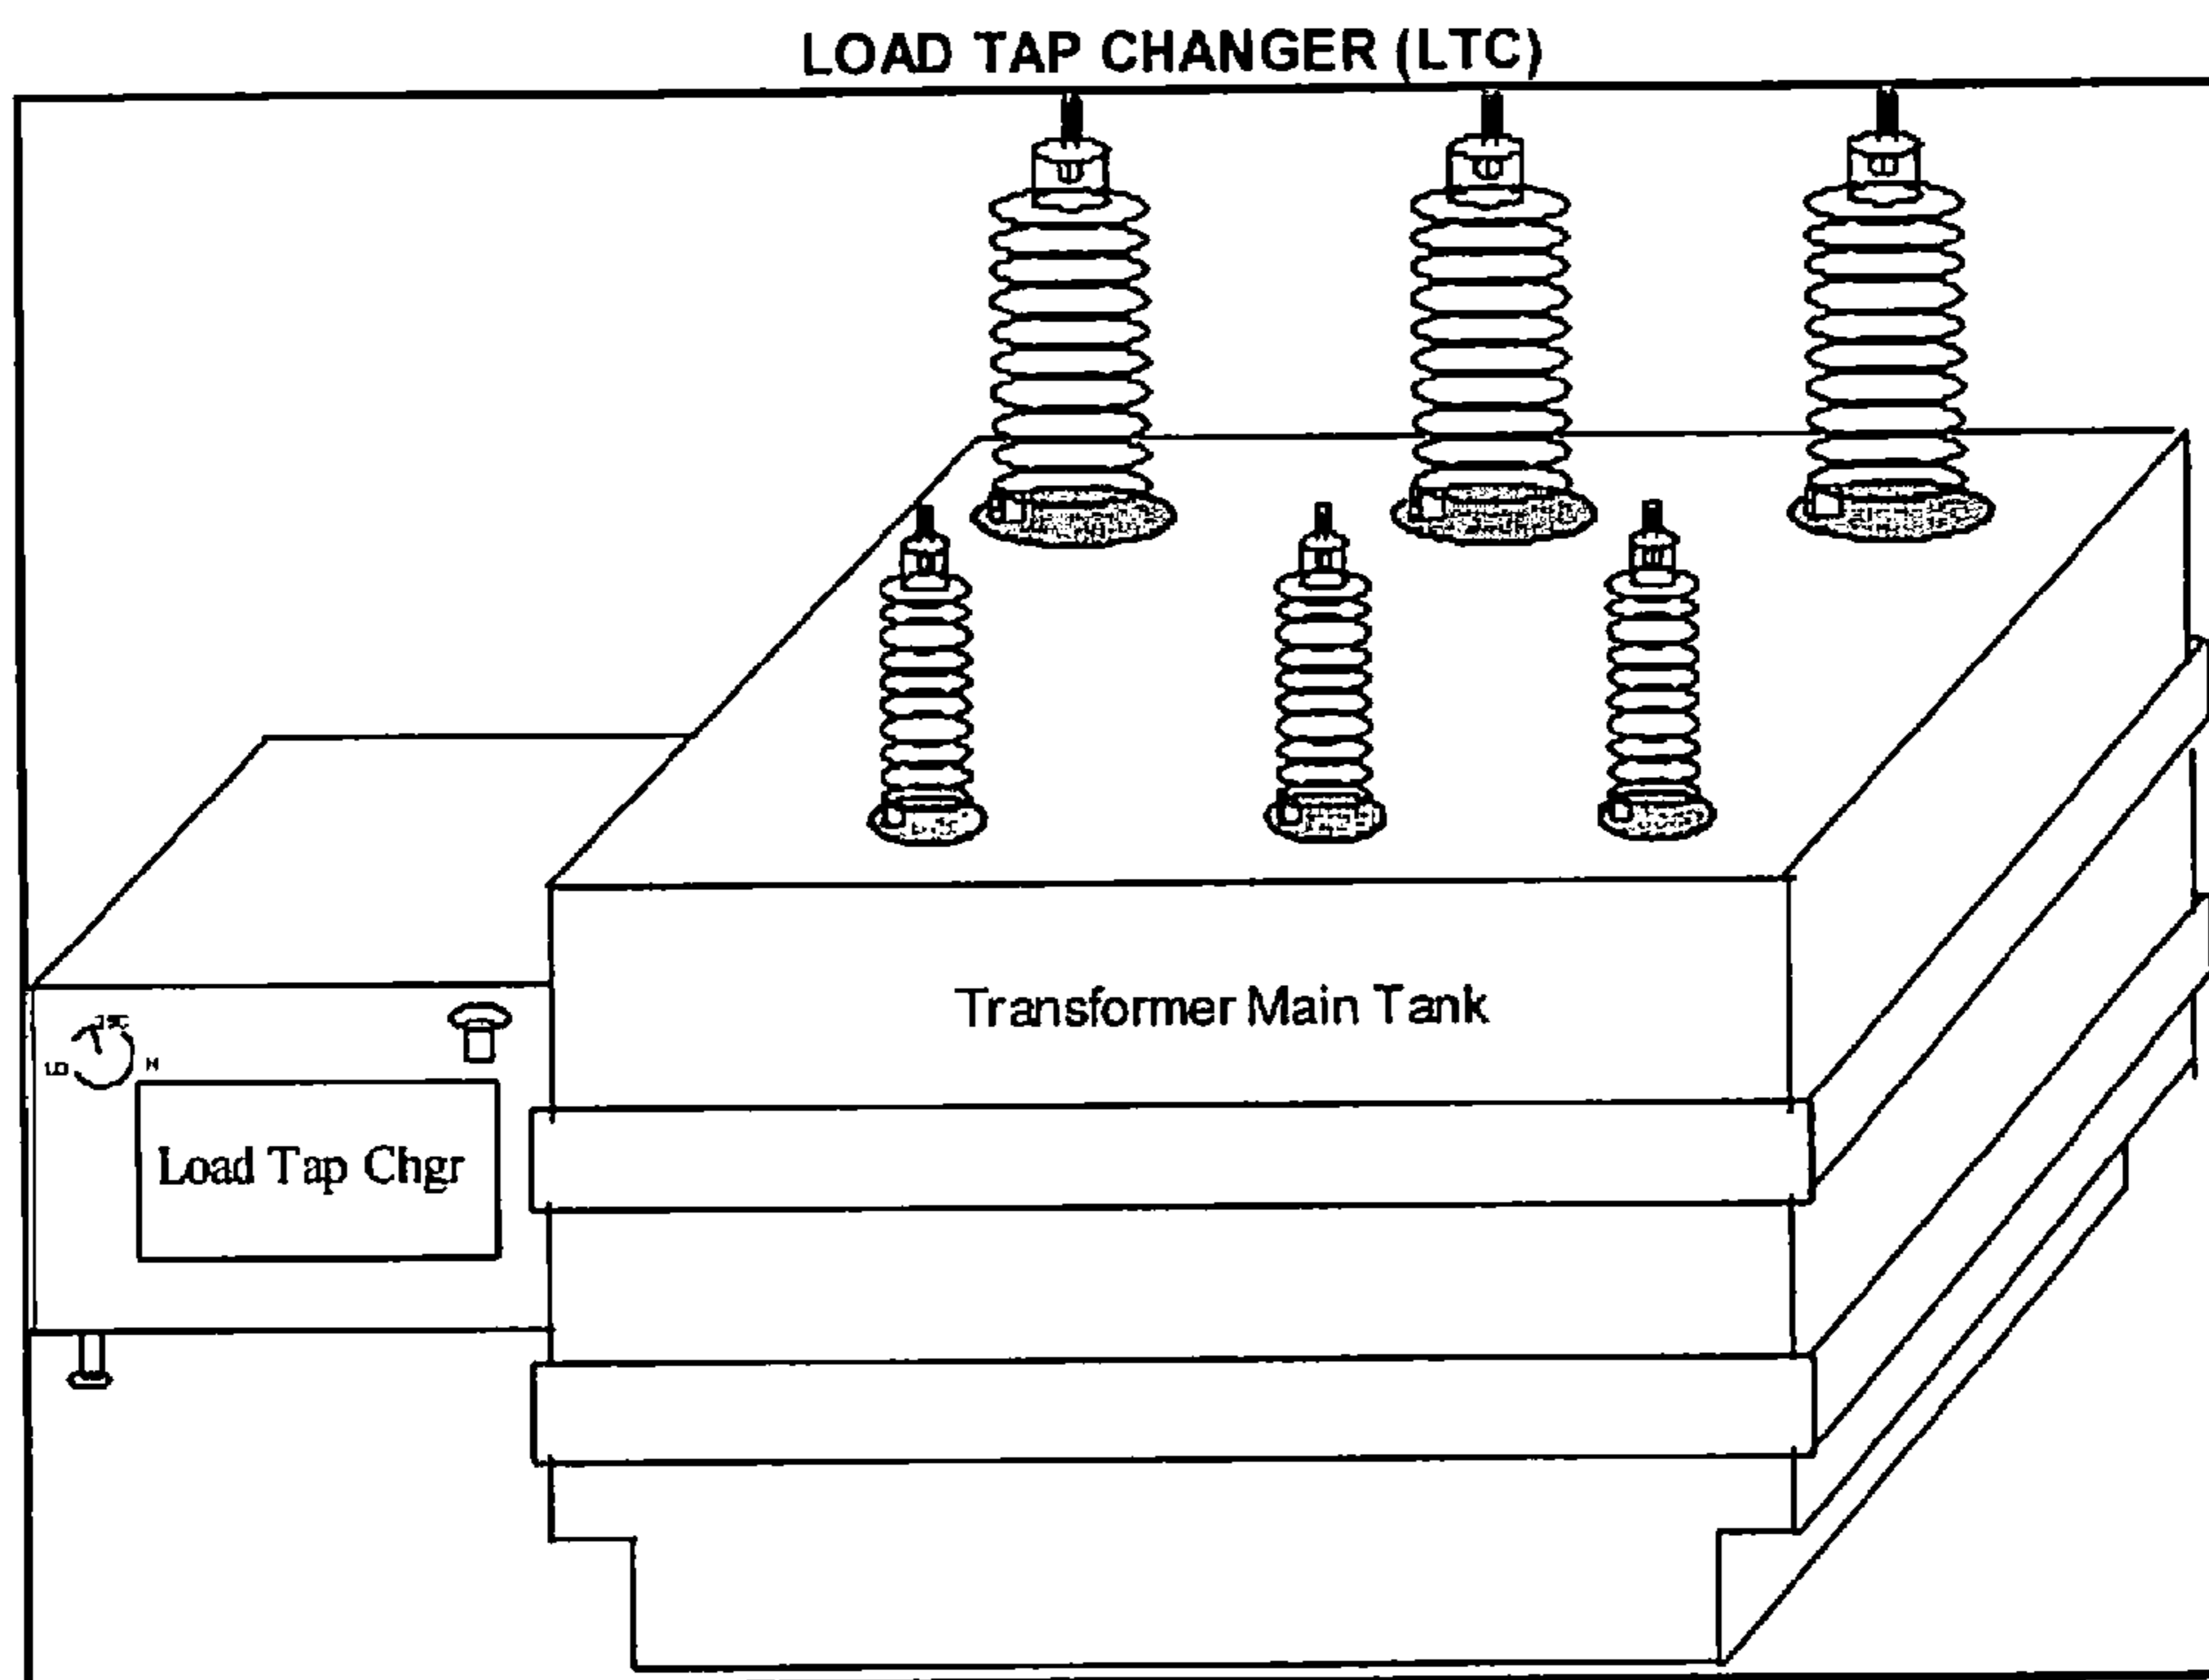 LOAD TAP CHANGER (LTC)
Transformer Main Tank
N
Load Tap Chgr